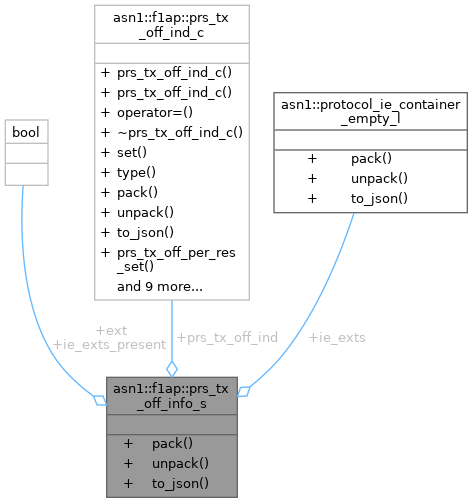 asn1::f1ap::prs_tx
_off_ind_c
+ prs_tx_off_ind_c()
+ prs_tx_off_ind_c()
+ operator=()
+ ~prs_tx_off_ind_c()
+ set()
+ type()
+ pack()
+ unpack()
+ to_json()
+ prs_tx_off_per_res
_set()
and 9 more...
bool
asn1::protocol_ie_container
_empty_l
+ pack()
+ unpack()
+ to_json()
+ext
+ie_exts_present
+prs_tx_off_ind
+ie_exts
asn1::f1ap::prs_tx
_off_info_s
+ pack()
+ unpack()
+ to_json()